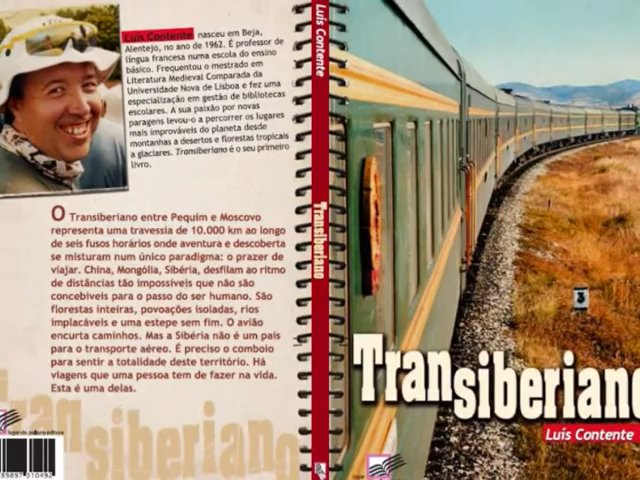 Luís Contente nasceu em Beja,
Alentejo, no ano de 1962. É professor de
língua francesa numa escola do ensino
básico. Frequentou o mestrado em
Literatura Medieval Comparada da
Universidade Nova de Lisboa e fez uma
especialização em gestão de bibliotecas
escolares. A sua paixão por novas
paragens levou-o a percorrer os lugares
mais improváveis do planeta desde
montanhas a desertos e florestas tropicais
a glaciares. Transiberiano é o seu primeiro
livro.
O Transiberiano entre Pequim e Moscovo
representa uma travessia de 10.000 km ao longo
de seis fusos horários onde aventura e descoberta
se misturam num único paradigma: o prazer de
viajar. China, Mongólia, Sibéria, desfilam ao ritmo
de distâncias tão impossíveis que não são
concebíveis para o passo do ser humano. São
florestas inteiras, povoações isoladas, rios
implacáveis e uma estepe sem fim. O avião
encurta caminhos. Mas a Sibéria não é um país
para o transporte aéreo. É preciso o comboio
para sentir a totalidade deste território. Há
viagens que uma pessoa tem de fazer na vida.
Esta é uma delas.
Transiberiano
Luís Contente
Transiberiano
3
Transiberiano
Luís Contente